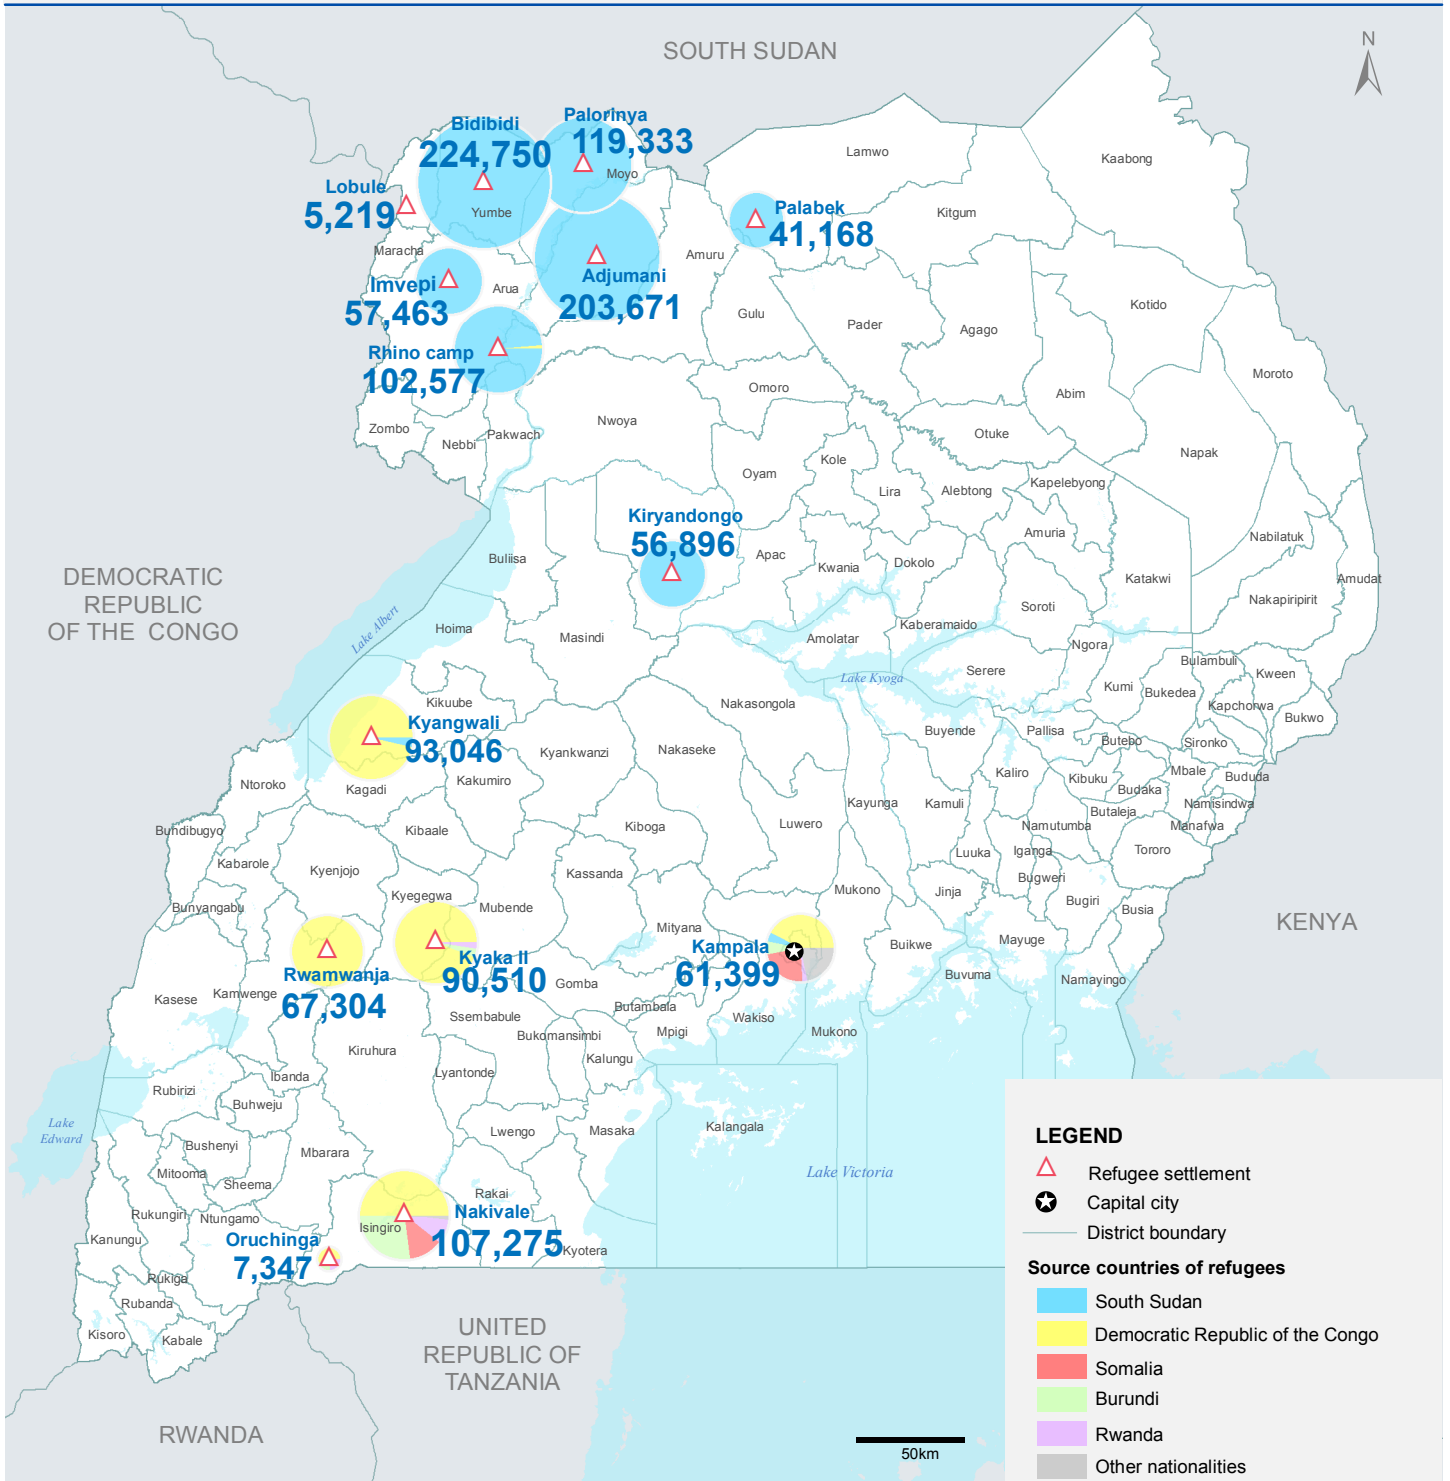 SOUTH SUDAN
N
Bidibidi
224,750
Palorinya
119,333
Moyo
Lamwo
Kaabong
Lobule
5,219
Yumbe
Palabek
41,168
Kitgum
Maracha
Amuru
Imvepi
57,463
Arua
Adjumani
203,671
Kotido
Gulu
Pader
Agago
Rhino camp
102,577
Moroto
Omoro
Abim
Zombo
Nebbi
Pakwach
Nwoya
Otuke
Napak
Oyam
Kole
Lira
Alebtong
Kapelebyong
Kiryandongo
56,896
Amuria
Nabilatuk
Buliisa
Apac
Kwania
Dokolo
Katakwi
Amudat
DEMOCRATIC
REPUBLIC
OF THE CONGO
Nakapiripirit
Soroti
Lake Albert
Hoima
Masindi
Amolatar
Kaberamaido
Ngora
Lake Kyoga
Serere
Bulambuli
Kween
Kumi
Bukedea
Kapchorwa
Bukwo
Kikuube
Nakasongola
Kyangwali
93,046
Kyankwanzi
Nakaseke
Buyende
Pallisa
Butebo
Sironko
Ntoroko
Kagadi
Kakumiro
Kaliro
Kibuku
Mbale
Bududa
Budaka
Kayunga
Kamuli
Butaleja
Namisindwa
Bundibugyo
Kibaale
Kiboga
Luwero
Namutumba
Manafwa
Kabarole
Kyenjojo
Kassanda
Luuka
Iganga
Tororo
Bugweri
Kyegegwa
Mukono
Jinja
Bugiri
Busia
Bunyangabu
Mubende
Mityana
KENYA
Kampala
61,399
Buikwe
Mayuge
Kyaka II
90,510
Rwamwanja
67,304
Buvuma
Namayingo
Kasese
Kamwenge
Gomba
Butambala
Ssembabule
Wakiso
Bukomansimbi
Mpigi
Mukono
Kiruhura
Kalungu
Lyantonde
Ibanda
Rubirizi
Buhweju
Lake
Edward
Lwengo
Masaka
Kalangala
Bushenyi
Mbarara
Mitooma
Sheema
Lake Victoria
Rakai
Rukungiri
Ntungamo
Isingiro
Nakivale
107,275
Kanungu
Oruchinga
7,347
Kyotera
Rukiga
Rubanda
Kisoro
Kabale
UNITED
REPUBLIC OF
TANZANIA
RWANDA
50km
LEGEND
Refugee settlement
Capital city
District boundary
Source countries of refugees
South Sudan
Democratic Republic of the Congo
Somalia
Burundi
Rwanda
Other nationalities